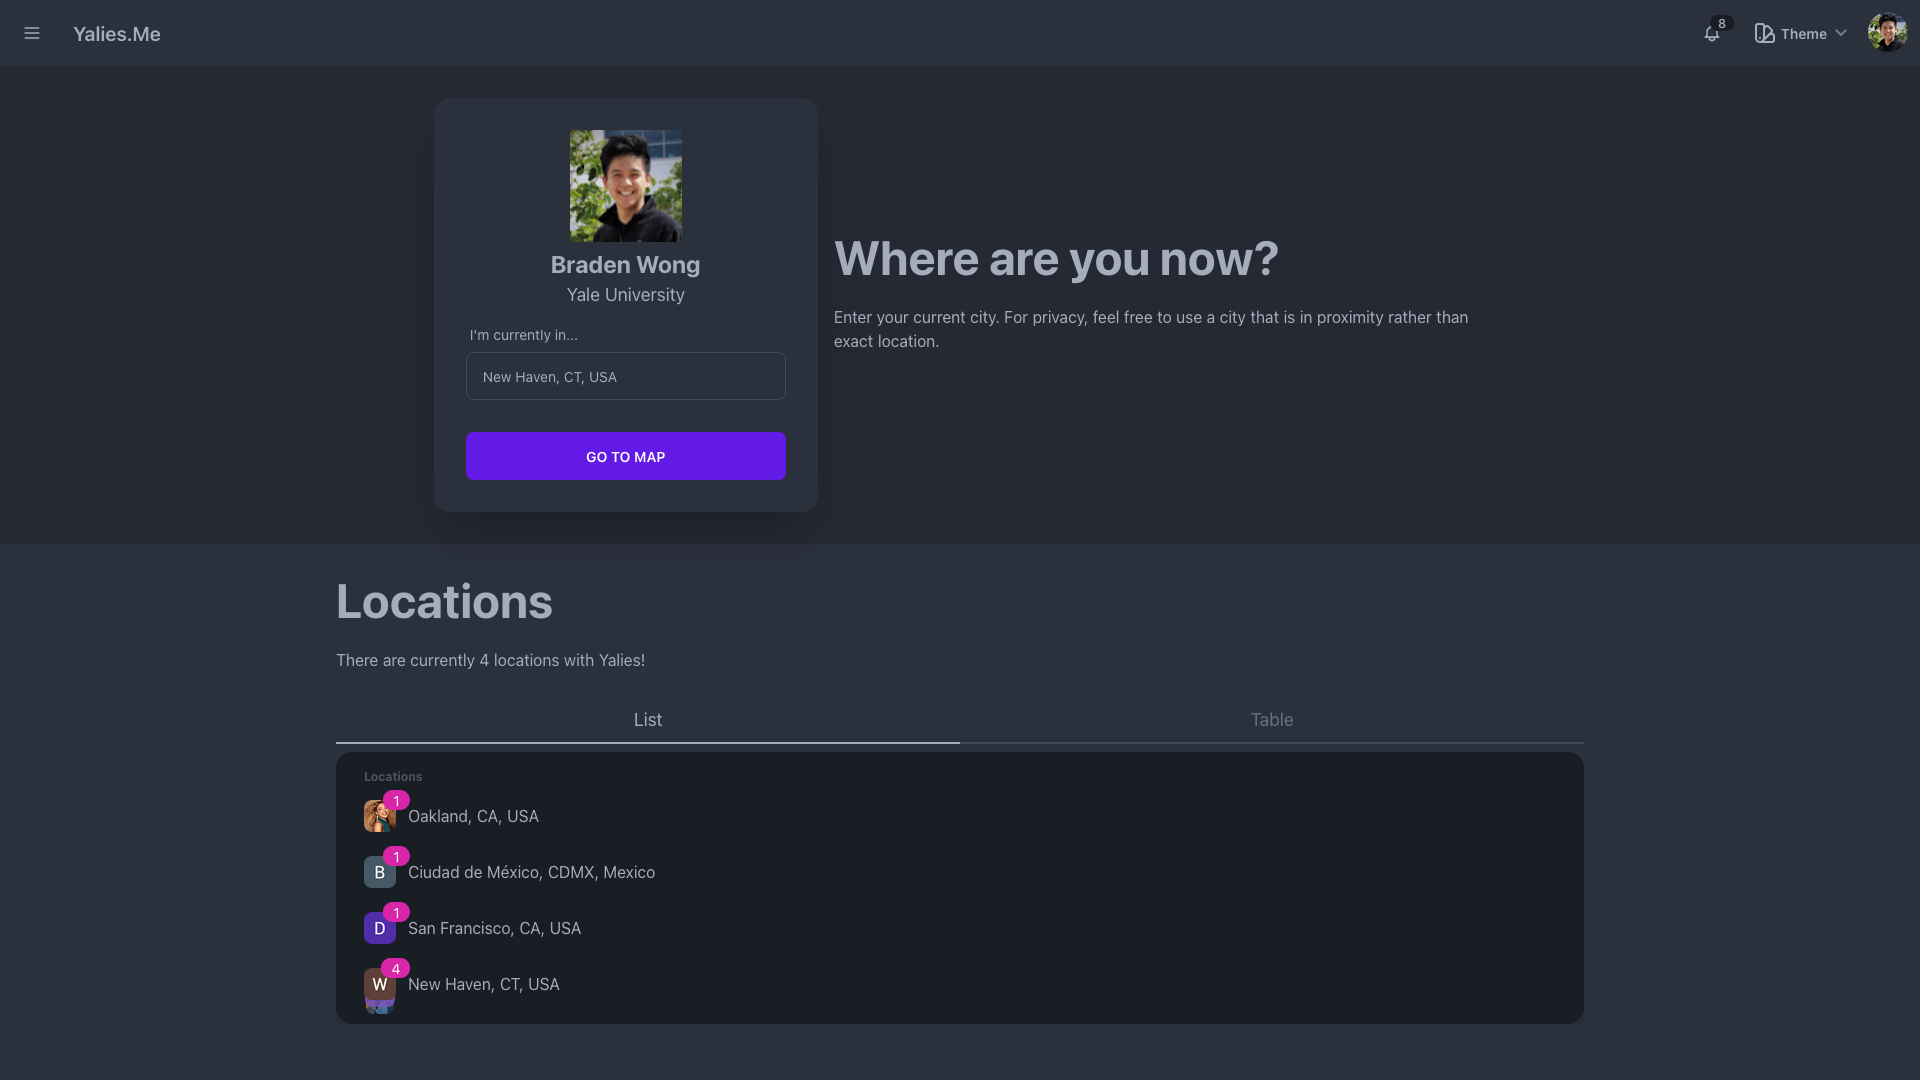 Yalies.Me
8
Theme
Braden Wong
Yale University
I'm currently in...
New Haven, CT, USA
GO TO MAP
Where are you now?
Enter your current city. For privacy, feel free to use a city that is in proximity rather than
exact location.
Locations
There are currently 4 locations with Yalies!
List
Table
Locations
1
Oakland, CA, USA
1
B
Ciudad de México, CDMX, Mexico
1
D
San Francisco, CA, USA
4
W
New Haven, CT, USA